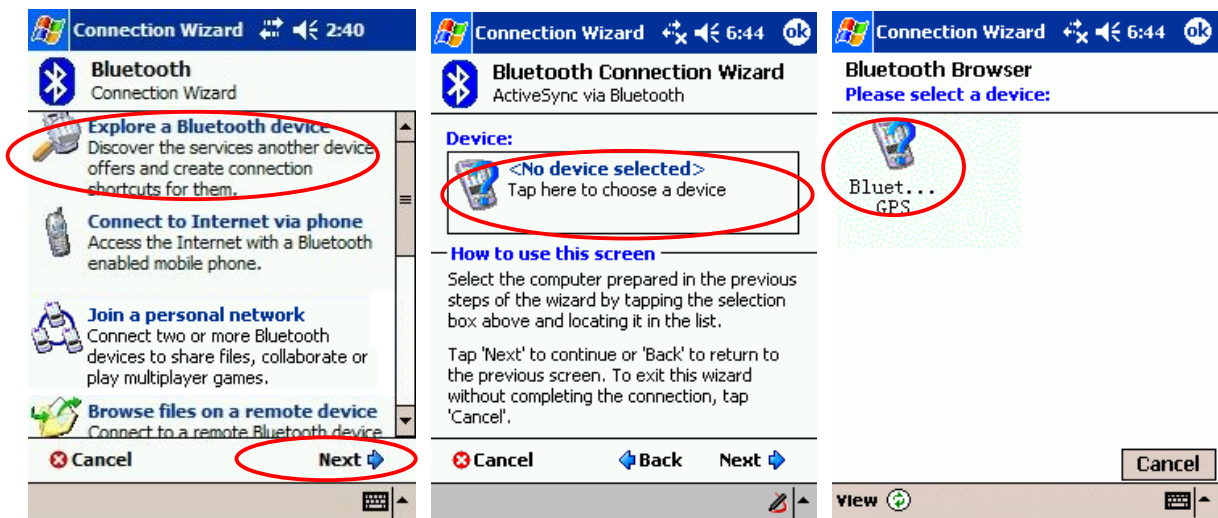 Connection Wizard 2:40
Bluetooth
Connection Wizard
Explore a Bluetooth device
Discover the services another device
offers and create connection
shortcuts for them.
Connect to Internet via phone
Access the Internet with a Bluetooth
enabled mobile phone.
Join a personal network
Connect two or more Bluetooth
devices to share files, collaborate or
play multiplayer games.
Browse files on a remote device
Connect to a remote Bluetooth device
Cancel Next
Connection Wizard 6:44 ok
Bluetooth Connection Wizard
ActiveSync via Bluetooth
Device:
<No device selected>
Tap here to choose a device
How to use this screen
Select the computer prepared in the previous
steps of the wizard by tapping the selection
box above and locating it in the list.
Tap 'Next' to continue or 'Back' to return to
the previous screen. To exit this wizard
without completing the connection, tap
'Cancel'.
Cancel Back Next
Connection Wizard 6:44 ok
Bluetooth Browser
Please select a device:
Bluet...
GPS
Cancel
View